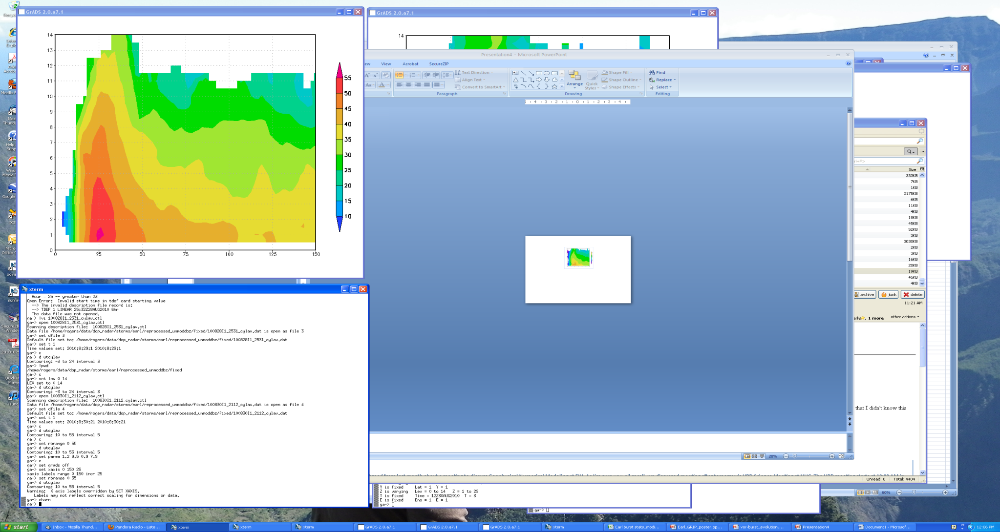 GrADS 2.0.a7.1
14
13
12
11
10
9
8
7
6
5
4
3
2
1
0
0 25 50 75 100 125 150
55
50
45
40
35
30
25
20
15
10
GrADS 2.0.a7.1
14
Presentation4 - Microsoft PowerPoint
View Acrobat SecureZIP
Text Direction
Align Text
Convert to SmartArt
Paragraph
Arrange
Quick Styles
Shape Fill
Shape Outline
Shape Effects
Drawing
Find
Replace
Select
Editing
4 3 2 1 0 1 2 3 4
28%
Size
333KB
7KB
1KB
2175KB
6KB
11KB
4KB
18KB
45KB
52KB
3KB
3030KB
2KB
3KB
16KB
20KB
19KB
45KB
4KB
archive junk delete
11:21 AM
1 more other actions
that I didn't know this
Unread: 0 Total: 4404
60%
xterm
Hour = 25 -- greater than 23
Open Error: Invalid start time in tdef card starting value
--> The invalid description file record is:
--> TDEF 1 LINEAR 25:32Z28AUG2010 6hr
The data file was not opened.
ga-> !vi 100828I1_2531_cylav.ctl
ga-> open 100828I1_2531_cylav.ctl
Scanning description file: 100828I1_2531_cylav.ctl
Data file /home/rogers/data/dop_radar/storms/earl/reprocessed_unmoddbz/fixed/100828I1_2531_cylav.dat is open as file 3
ga-> set dfile 3
Default file set to: /home/rogers/data/dop_radar/storms/earl/reprocessed_unmoddbz/fixed/100828I1_2531_cylav.dat
ga-> set t 1
Time values set: 2010:8:29:1 2010:8:29:1
ga-> c
ga-> d utcylav
Contouring: -3 to 24 interval 3
ga-> !pwd
/home/rogers/data/dop_radar/storms/earl/reprocessed_unmoddbz/fixed
ga-> c
ga-> set lev 0 14
LEV set to 0 14
ga-> d utcylav
Contouring: -3 to 24 interval 3
ga-> open 100830I1_2112_cylav.ctl
Scanning description file: 100830I1_2112_cylav.ctl
Data file /home/rogers/data/dop_radar/storms/earl/reprocessed_unmoddbz/fixed/100830I1_2112_cylav.dat is open as file 4
ga-> set dfile 4
Default file set to: /home/rogers/data/dop_radar/storms/earl/reprocessed_unmoddbz/fixed/100830I1_2112_cylav.dat
ga-> set t 1
Time values set: 2010:8:30:21 2010:8:30:21
ga-> c
ga-> d utcylav
Contouring: 10 to 55 interval 5
ga-> c
ga-> set rbrange 0 55
ga-> d utcylav
Contouring: 10 to 55 interval 5
ga-> set parea 1.2 9.5 0.9 7.9
ga-> c
ga-> set grads off
ga-> set xaxis 0 150 25
xaxis labels range 0 150 incr 25
ga-> set rbrange 0 55
ga-> d utcylav
Contouring: 10 to 55 interval 5
Warning: X axis labels overridden by SET XAXIS.
Labels may not reflect correct scaling for dimensions or data.
ga-> cbarn
ga->
Y is fixed Lat = 1 Y = 1
Z is varying Lev = 0 to 14 Z = 1 to 29
T is fixed Time = 12Z30AUG2010 T = 3
E is fixed Ens = 1 E = 1
ga->
ga->
start
Inbox - Mozilla Thund...
Pandora Radio - Liste...
xterm
xterm
xterm
GrADS 2.0.a7.1
GrADS 2.0.a7.1
GrADS 2.0.a7.1
xterm
Earl burst stats_modi...
Earl_GRIP_poster.pp...
vor-burst_evolution....
Presentation4
Document1 - Microsof...
12:06 PM